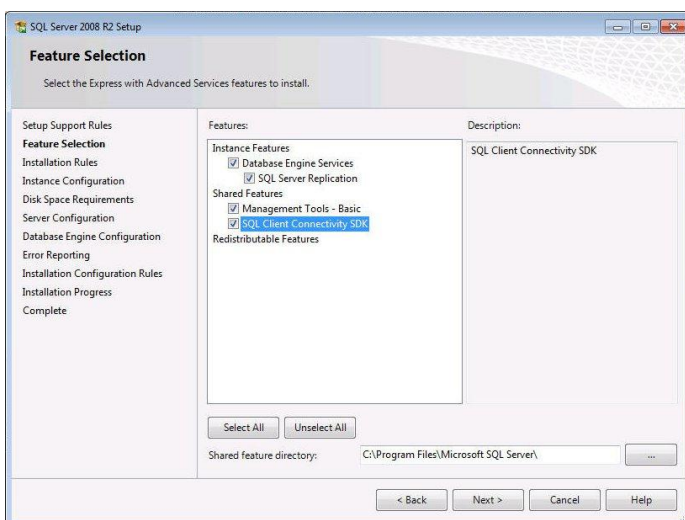 SQL Server 2008 R2 Setup
Feature Selection
Select the Express with Advanced Services features to install.
Setup Support Rules
Feature Selection
Installation Rules
Instance Configuration
Disk Space Requirements
Server Configuration
Database Engine Configuration
Error Reporting
Installation Configuration Rules
Installation Progress
Complete
Features:
Instance Features
Database Engine Services
SQL Server Replication
Shared Features
Management Tools - Basic
SQL Client Connectivity SDK
Redistributable Features
Description:
SQL Client Connectivity SDK
Select All
Unselect All
Shared feature directory:
C:\Program Files\Microsoft SQL Server\
...
< Back
Next >
Cancel
Help